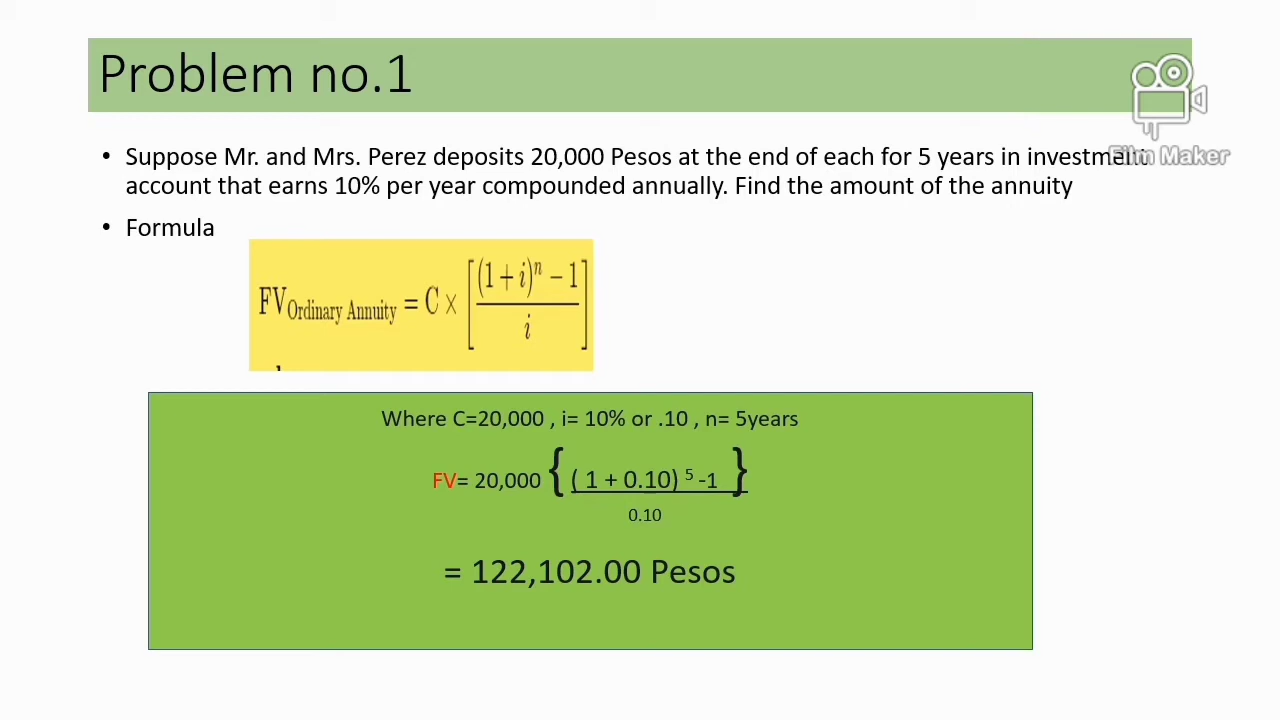 Problem no.1
• Suppose Mr. and Mrs. Perez deposits 20,000 Pesos at the end of each for 5 years in investment
account that earns 10% per year compounded annually. Find the amount of the annuity
• Formula
FV Ordinary Annuity = C × [ (1 + i)^n − 1 / i ]
Where C=20,000 , i= 10% or .10 , n= 5years
FV= 20,000 { ( 1 + 0.10) ⁵ -1 }
0.10
= 122,102.00 Pesos
Film Maker